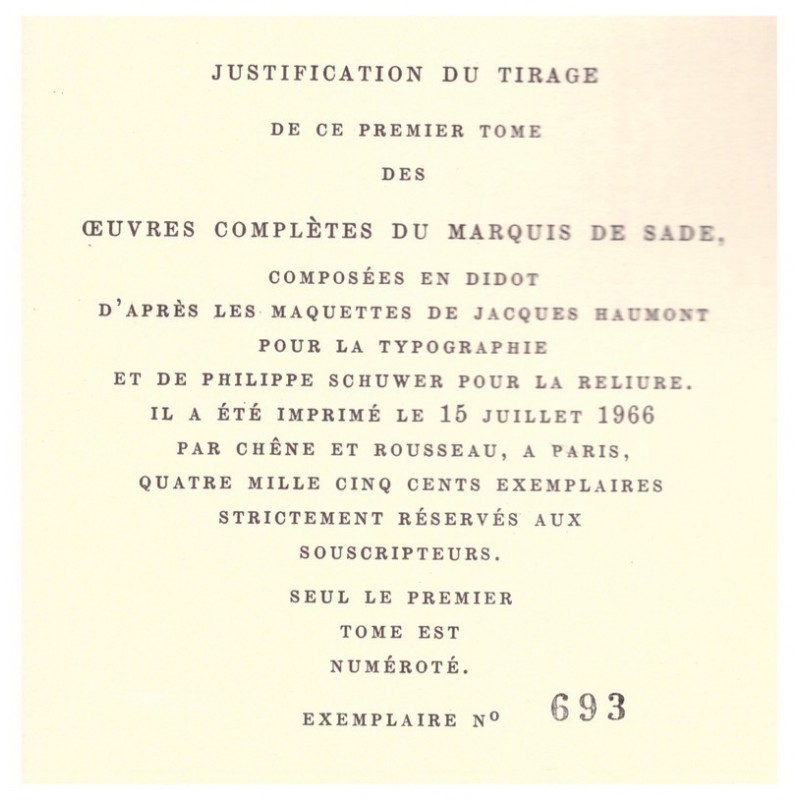 JUSTIFICATION DU TIRAGE
DE CE PREMIER TOME
DES
ŒUVRES COMPLÈTES DU MARQUIS DE SADE,
COMPOSÉES EN DIDOT
D'APRÈS LES MAQUETTES DE JACQUES HAUMONT
POUR LA TYPOGRAPHIE
ET DE PHILIPPE SCHUWER POUR LA RELIURE.
IL A ÉTÉ IMPRIMÉ LE 15 JUILLET 1966
PAR CHÊNE ET ROUSSEAU, A PARIS,
QUATRE MILLE CINQ CENTS EXEMPLAIRES
STRICTEMENT RÉSERVÉS AUX
SOUSCRIPTEURS.
SEUL LE PREMIER
TOME EST
NUMÉROTÉ.
EXEMPLAIRE Nº 693